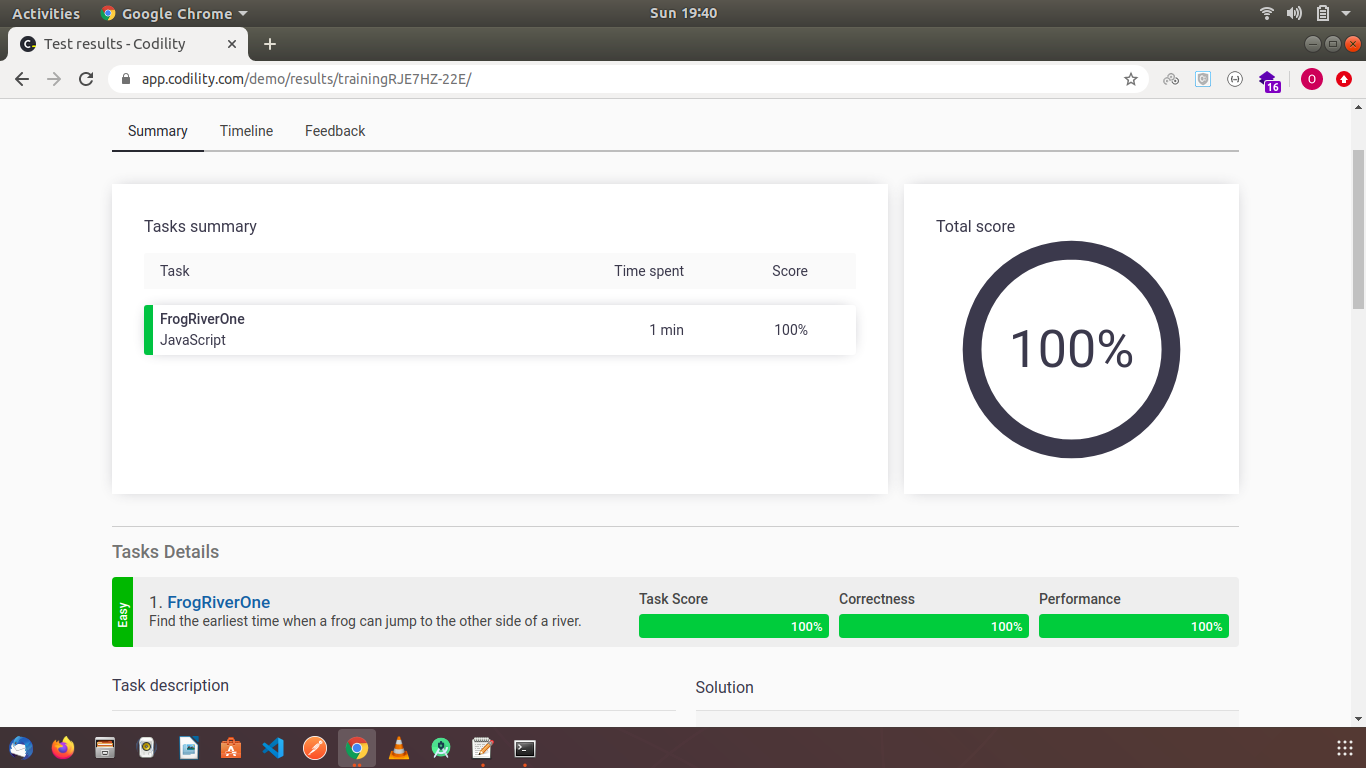 Activities
Google Chrome
Sun 19:40
Test results - Codility
app.codility.com/demo/results/trainingRJE7HZ-22E/
16
O
Summary
Timeline
Feedback
Tasks summary
Task
Time spent
Score
FrogRiverOne
JavaScript
1 min
100%
Total score
100%
Tasks Details
Easy
1. FrogRiverOne
Find the earliest time when a frog can jump to the other side of a river.
Task Score
100%
Correctness
100%
Performance
100%
Task description
Solution